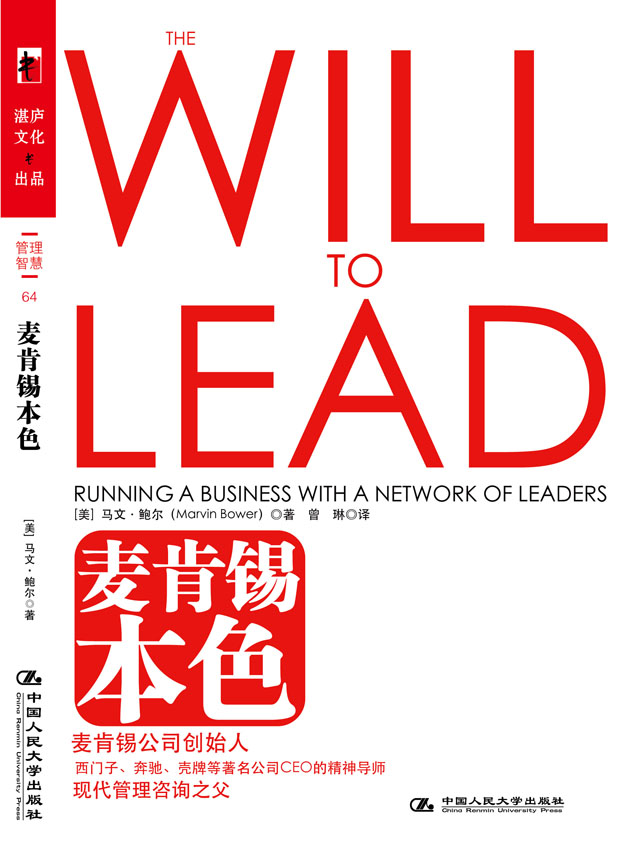 湛庐
文化
出品
管理
智慧
64
麦肯锡本色
[美]马文·鲍尔◎著
中国人民大学出版社
China Renmin University Press
THE
WILL
TO
LEAD
RUNNING A BUSINESS WITH A NETWORK OF LEADERS
[美] 马文·鲍尔（Marvin Bower）◎著 曾 琳◎译
麦肯锡
本色
麦肯锡公司创始人
西门子、奔驰、壳牌等著名公司CEO的精神导师
现代管理咨询之父
中国人民大学出版社
China Renmin University Press